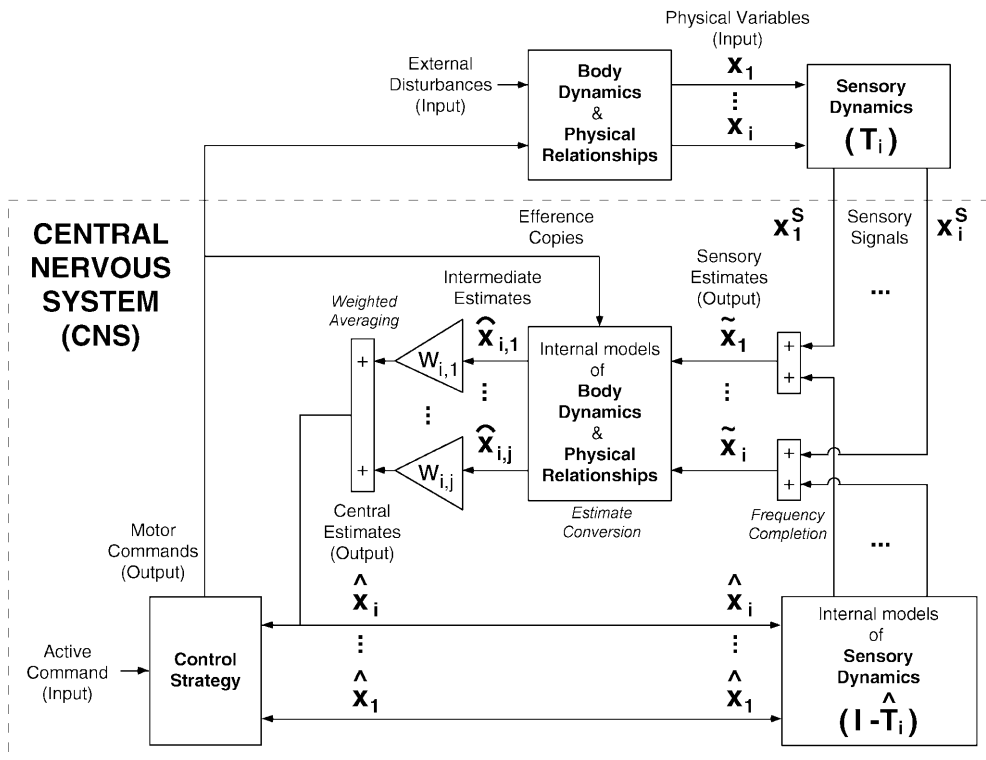 Physical Variables
(Input)
External
Disturbances
(Input)
Body
Dynamics
&
Physical
Relationships
x₁
⋮
xᵢ
Sensory
Dynamics
(Tᵢ)
CENTRAL
NERVOUS
SYSTEM
(CNS)
Efference
Copies
x₁ˢ
Sensory
Signals
xᵢˢ
...
Weighted
Averaging
Intermediate
Estimates
Sensory
Estimates
(Output)
+
+
wᵢ,₁
⋮
wᵢ,ⱼ
x̑ᵢ,₁
⋮
x̑ᵢ,ⱼ
Internal models
of
Body
Dynamics
&
Physical
Relationships
Estimate
Conversion
x̃₁
⋮
x̃ᵢ
+
+
+
+
Frequency
Completion
...
Central
Estimates
(Output)
Motor
Commands
(Output)
Active
Command
(Input)
Control
Strategy
x̂ᵢ
⋮
x̂₁
x̂ᵢ
⋮
x̂₁
Internal models
of
Sensory
Dynamics
(I - T̂ᵢ)